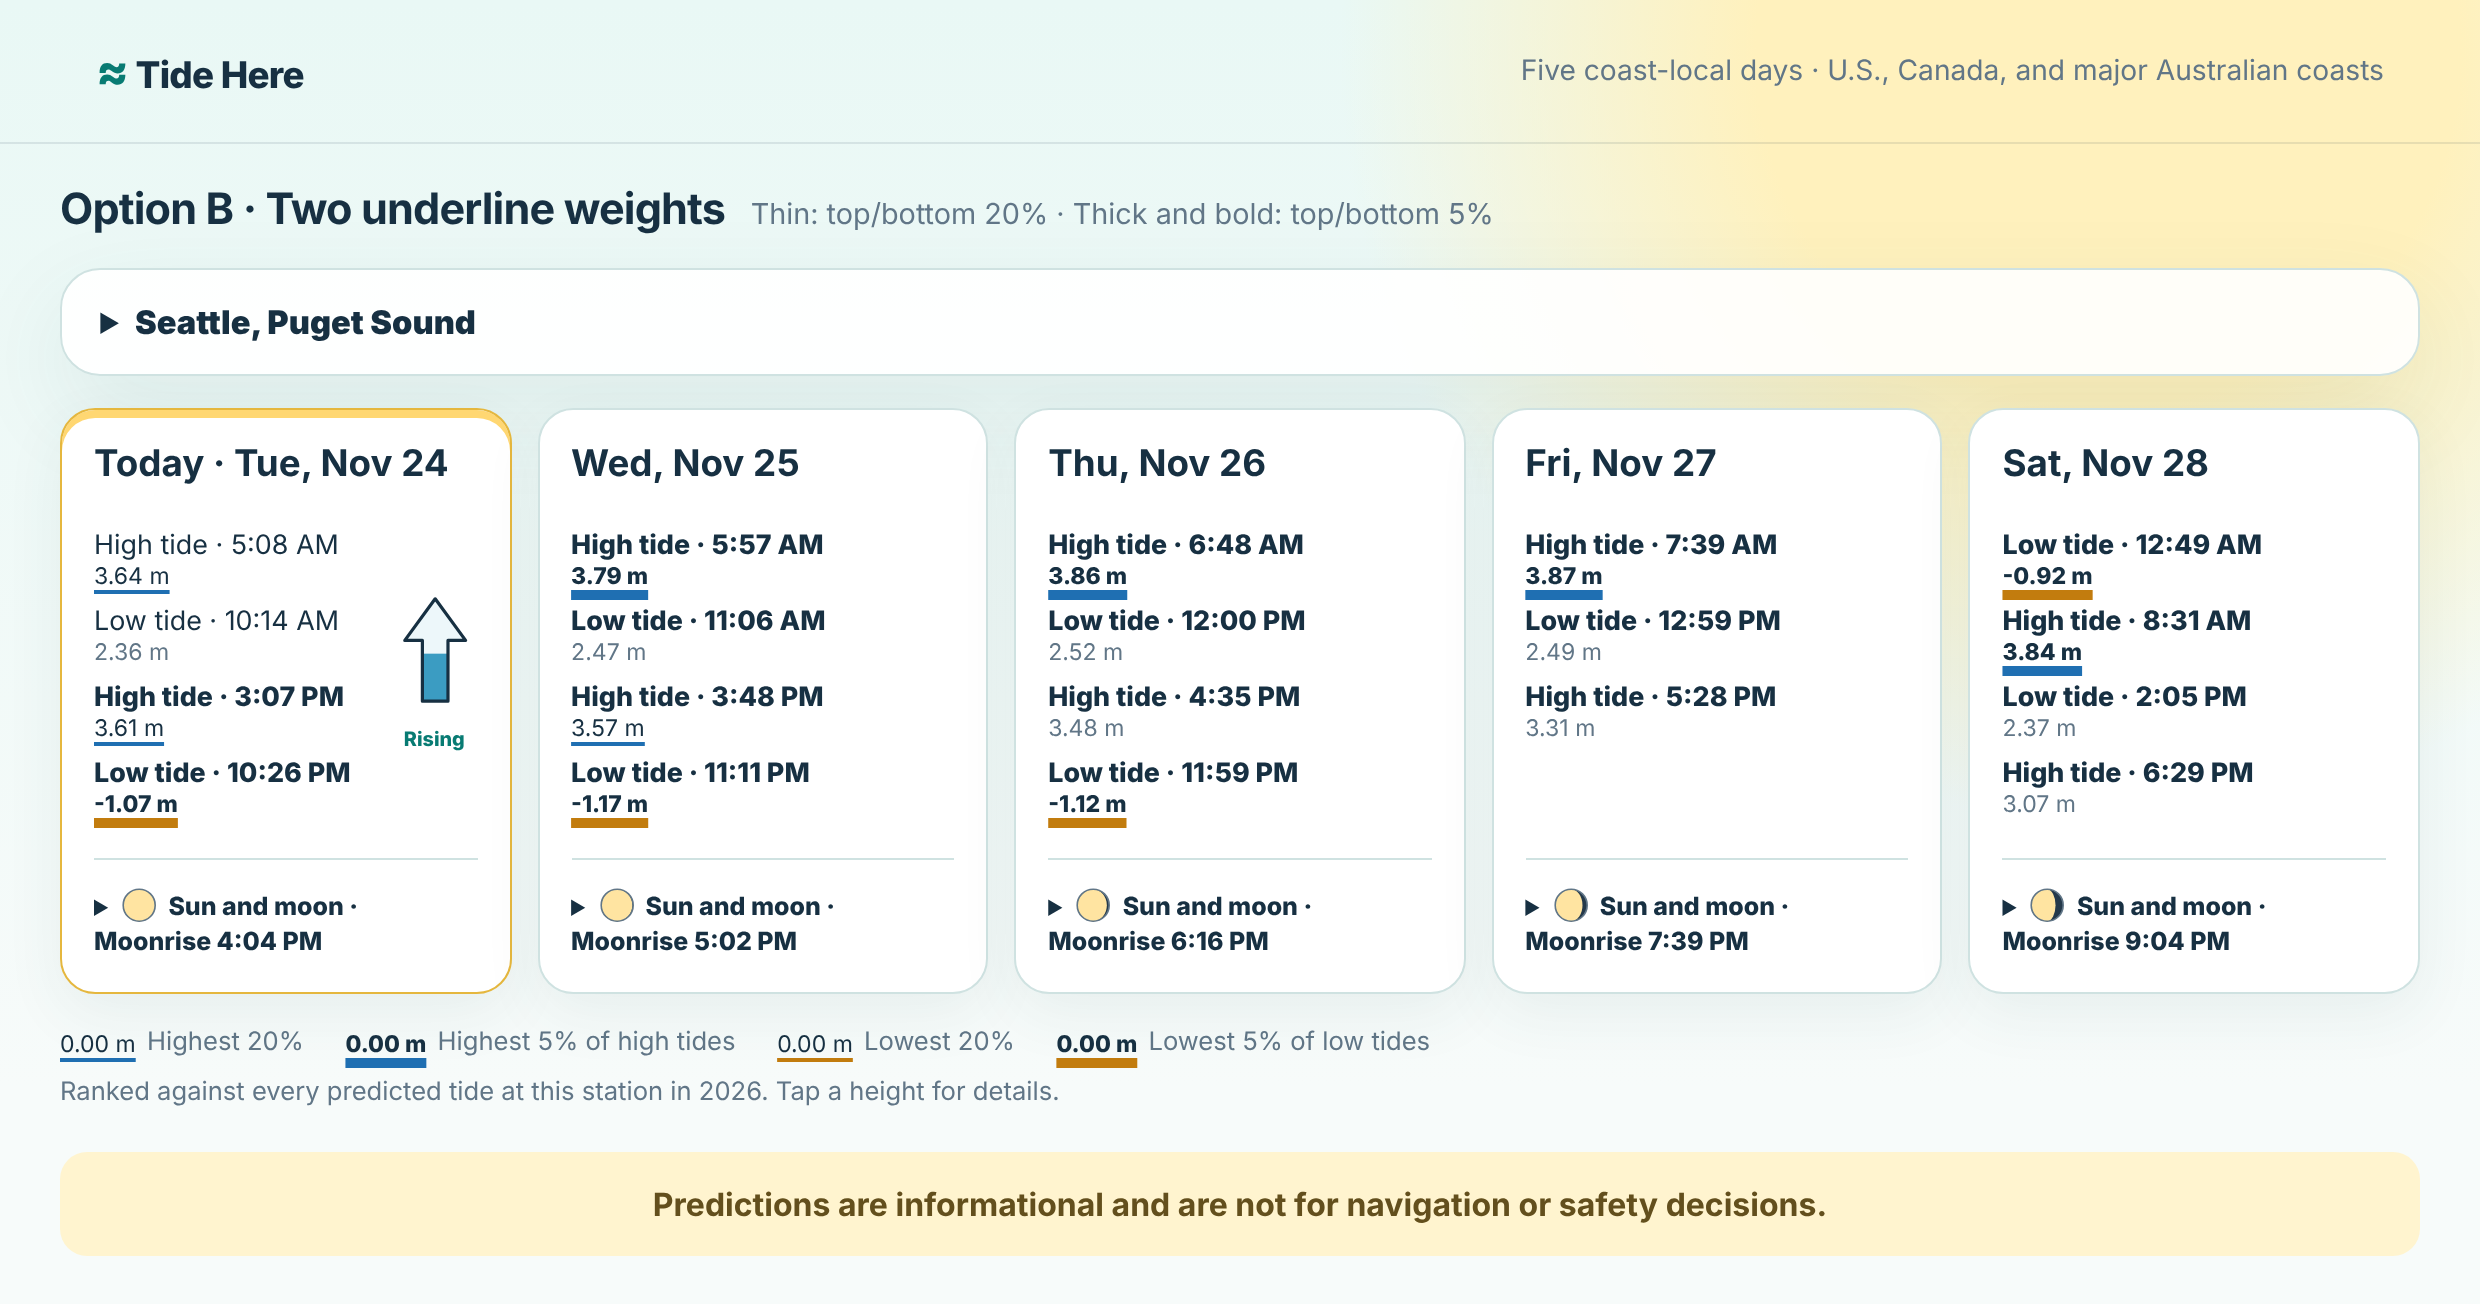 Tide Here
Five coast-local days · U.S., Canada, and major Australian coasts
Option B · Two underline weights
Thin: top/bottom 20% · Thick and bold: top/bottom 5%
Seattle, Puget Sound
Today · Tue, Nov 24
High tide · 5:08 AM
3.64 m
Low tide · 10:14 AM
2.36 m
High tide · 3:07 PM
3.61 m
Low tide · 10:26 PM
-1.07 m
Rising
Sun and moon ·
Moonrise 4:04 PM
Wed, Nov 25
High tide · 5:57 AM
3.79 m
Low tide · 11:06 AM
2.47 m
High tide · 3:48 PM
3.57 m
Low tide · 11:11 PM
-1.17 m
Sun and moon ·
Moonrise 5:02 PM
Thu, Nov 26
High tide · 6:48 AM
3.86 m
Low tide · 12:00 PM
2.52 m
High tide · 4:35 PM
3.48 m
Low tide · 11:59 PM
-1.12 m
Sun and moon ·
Moonrise 6:16 PM
Fri, Nov 27
High tide · 7:39 AM
3.87 m
Low tide · 12:59 PM
2.49 m
High tide · 5:28 PM
3.31 m
Sun and moon ·
Moonrise 7:39 PM
Sat, Nov 28
Low tide · 12:49 AM
-0.92 m
High tide · 8:31 AM
3.84 m
Low tide · 2:05 PM
2.37 m
High tide · 6:29 PM
3.07 m
Sun and moon ·
Moonrise 9:04 PM
0.00 m Highest 20% 0.00 m Highest 5% of high tides 0.00 m Lowest 20% 0.00 m Lowest 5% of low tides
Ranked against every predicted tide at this station in 2026. Tap a height for details.
Predictions are informational and are not for navigation or safety decisions.